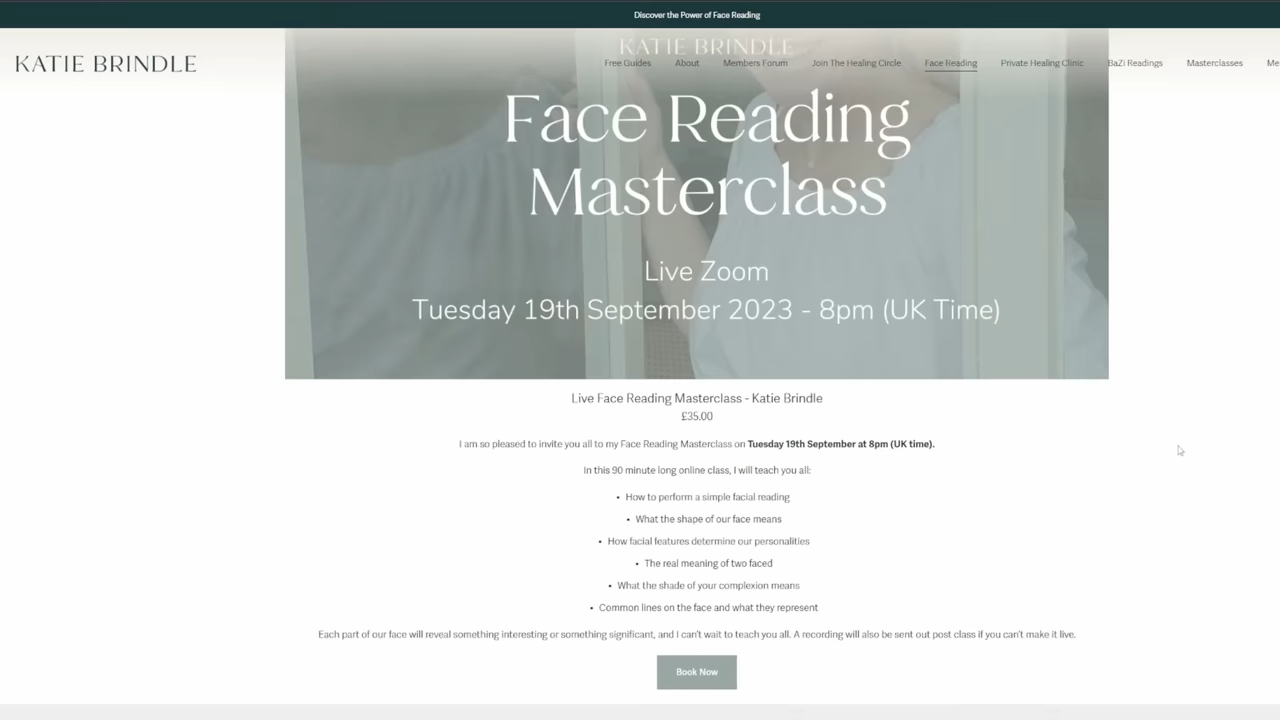 Discover the Power of Face Reading
KATIE BRINDLE
KATIE BRINDLE
Free Guides About Members Forum Join The Healing Circle Face Reading Private Healing Clinic BaZi Readings Masterclasses
Face Reading
Masterclass
Live Zoom
Tuesday 19th September 2023 - 8pm (UK Time)
Live Face Reading Masterclass - Katie Brindle
£35.00
I am so pleased to invite you all to my Face Reading Masterclass on Tuesday 19th September at 8pm (UK time).
In this 90 minute long online class, I will teach you all:
• How to perform a simple facial reading
• What the shape of our face means
• How facial features determine our personalities
• The real meaning of two faced
• What the shade of your complexion means
• Common lines on the face and what they represent
Each part of our face will reveal something interesting or something significant, and I can't wait to teach you all. A recording will also be sent out post class if you can't make it live.
Book Now